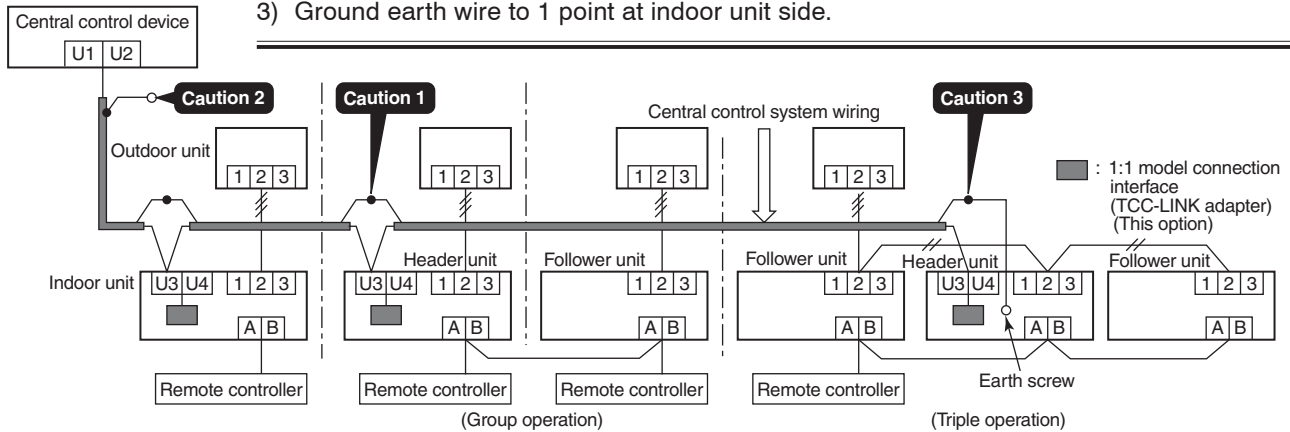 3) Ground earth wire to 1 point at indoor unit side.
Central control device
U1 U2
Caution 2
Caution 1
Caution 3
Central control system wiring
Outdoor unit
1 2 3
1 2 3
1 2 3
1 2 3
: 1:1 model connection
interface
(TCC-LINK adapter)
(This option)
Indoor unit
U3 U4
1 2 3
A B
Header unit
U3 U4
1 2 3
A B
Follower unit
1 2 3
A B
Follower unit
1 2 3
A B
Header unit
U3 U4
1 2 3
A B
Follower unit
1 2 3
A B
Earth screw
Remote controller
Remote controller
Remote controller
Remote controller
(Group operation)
(Triple operation)